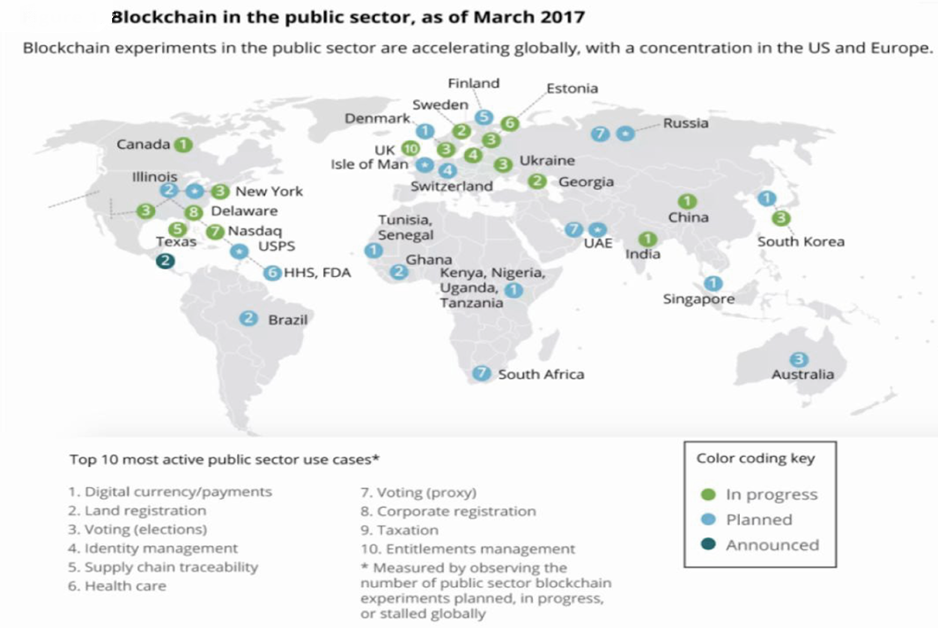 Blockchain in the public sector, as of March 2017
Blockchain experiments in the public sector are accelerating globally, with a concentration in the US and Europe.
Finland
Estonia
Sweden
5
6
Denmark
1
2
3
7
*
Russia
Canada
1
UK
10
3
4
3
Ukraine
Isle of Man
*
4
Switzerland
2
Georgia
Illinois
2
*
3
New York
3
8
Delaware
5
7
Nasdaq
Texas
USPS
*
2
6
HHS, FDA
2
Brazil
Tunisia,
Senegal
1
Ghana
2
Kenya, Nigeria,
Uganda,
1
Tanzania
7
South Africa
7
*
UAE
1
India
1
China
1
3
South Korea
1
Singapore
3
Australia
Top 10 most active public sector use cases*
1. Digital currency/payments
2. Land registration
3. Voting (elections)
4. Identity management
5. Supply chain traceability
6. Health care
7. Voting (proxy)
8. Corporate registration
9. Taxation
10. Entitlements management
* Measured by observing the
number of public sector blockchain
experiments planned, in progress,
or stalled globally
Color coding key
In progress
Planned
Announced